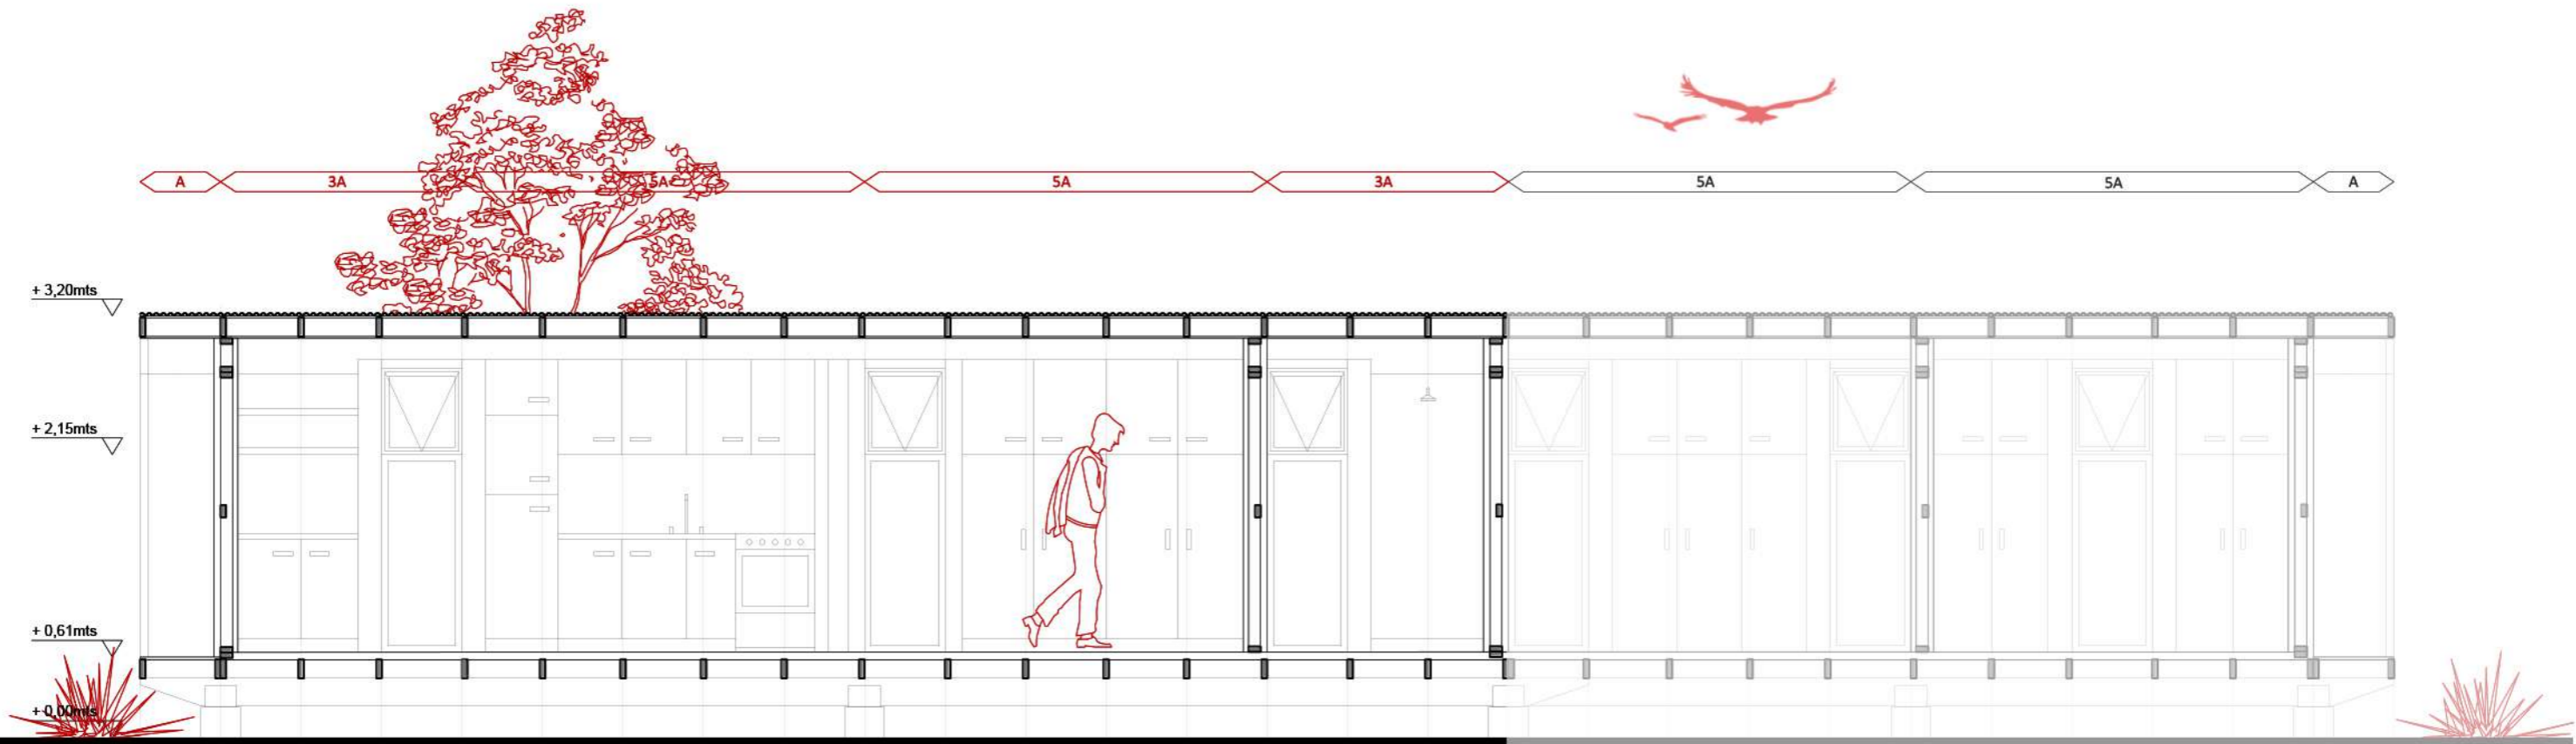 A 3A 5A 5A 3A 5A 5A A
+ 3,20mts
+ 2,15mts
+ 0,61mts
+ 0,00mts